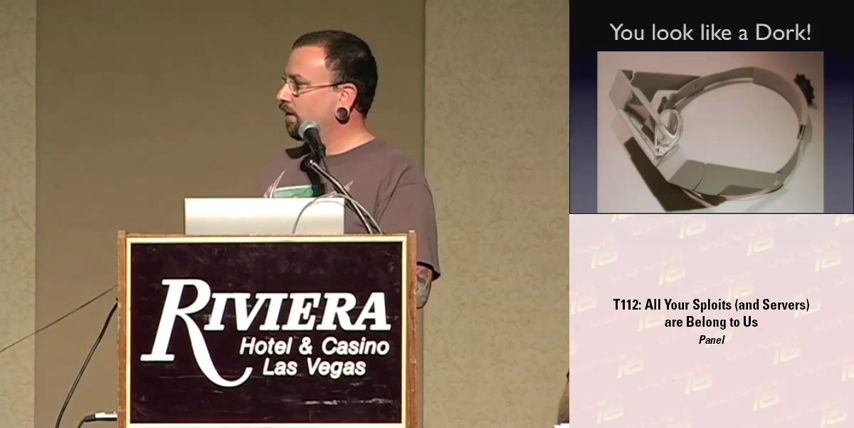 You look like a Dork!
RIVIERA
Hotel & Casino
Las Vegas
T112: All Your Sploits (and Servers)
are Belong to Us
Panel